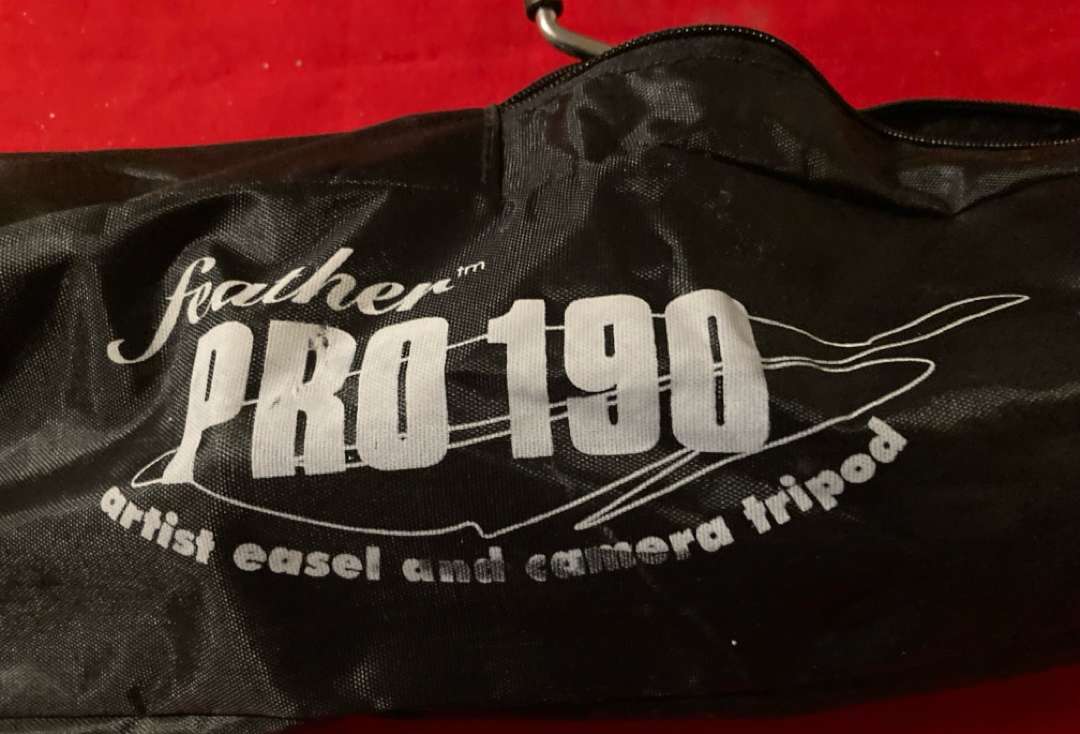 feather™
PRO 190
artist easel and camera tripod